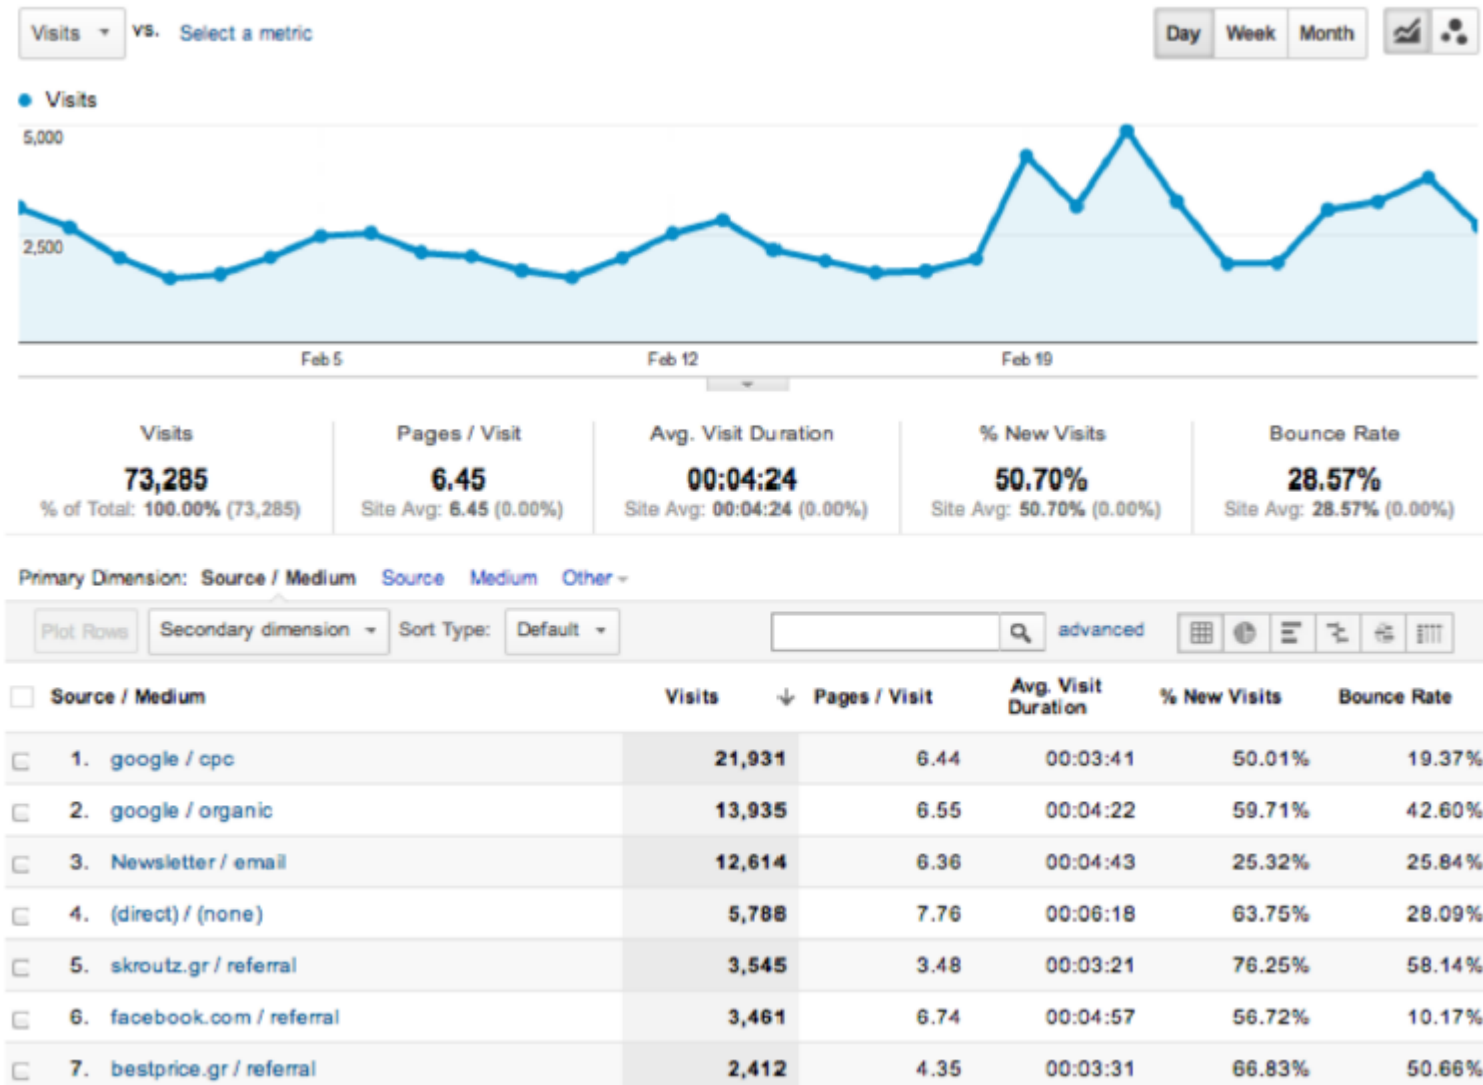 Visits vs. Select a metric Day Week Month
Visits
5,000
2,500
Feb 5 Feb 12 Feb 19
Visits Pages / Visit Avg. Visit Duration % New Visits Bounce Rate
73,285 6.45 00:04:24 50.70% 28.57%
% of Total: 100.00% (73,285) Site Avg: 6.45 (0.00%) Site Avg: 00:04:24 (0.00%) Site Avg: 50.70% (0.00%) Site Avg: 28.57% (0.00%)
Primary Dimension: Source / Medium Source Medium Other
Plot Rows Secondary dimension Sort Type: Default advanced
Source / Medium Visits Pages / Visit Avg. Visit Duration % New Visits Bounce Rate
1. google / cpc 21,931 6.44 00:03:41 50.01% 19.37%
2. google / organic 13,935 6.55 00:04:22 59.71% 42.60%
3. Newsletter / email 12,614 6.36 00:04:43 25.32% 25.84%
4. (direct) / (none) 5,788 7.76 00:06:18 63.75% 28.09%
5. skroutz.gr / referral 3,545 3.48 00:03:21 76.25% 58.14%
6. facebook.com / referral 3,461 6.74 00:04:57 56.72% 10.17%
7. bestprice.gr / referral 2,412 4.35 00:03:31 66.83% 50.66%